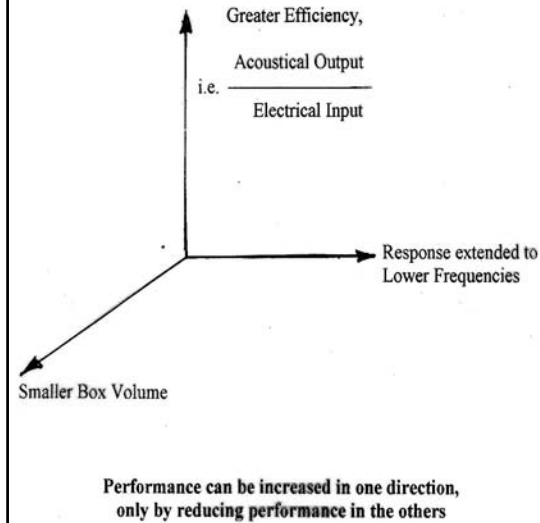 Greater Efficiency,
Acoustical Output
i.e.
Electrical Input
Response extended to
Lower Frequencies
Smaller Box Volume
Performance can be increased in one direction,
only by reducing performance in the others